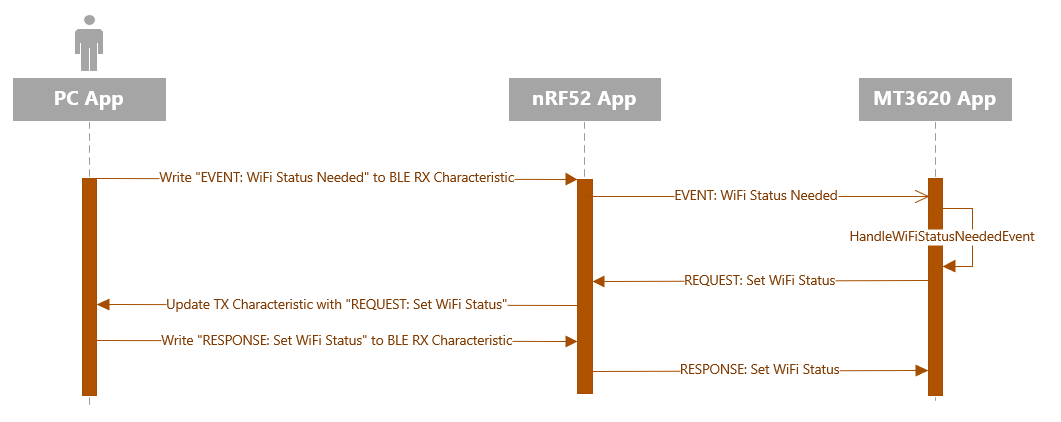 PC App
nRF52 App
MT3620 App
Write "EVENT: WiFi Status Needed" to BLE RX Characteristic
EVENT: WiFi Status Needed
HandleWiFiStatusNeededEvent
REQUEST: Set WiFi Status
Update TX Characteristic with "REQUEST: Set WiFi Status"
Write "RESPONSE: Set WiFi Status" to BLE RX Characteristic
RESPONSE: Set WiFi Status